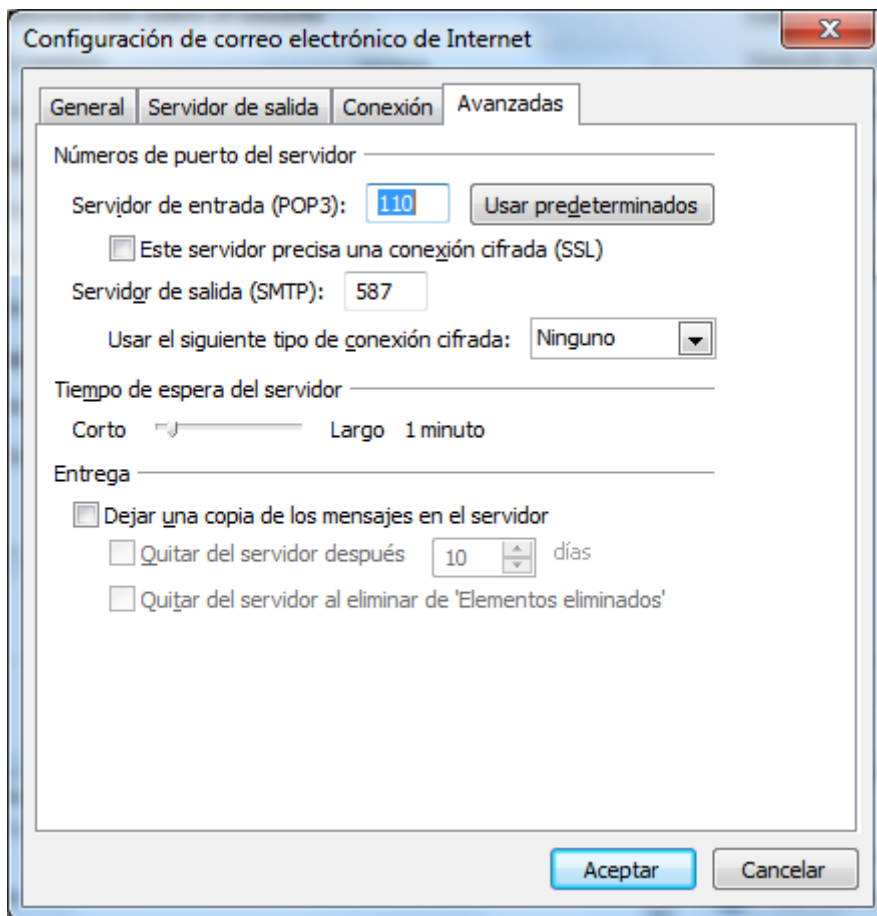 Configuración de correo electrónico de Internet
General Servidor de salida Conexión Avanzadas
Números de puerto del servidor
Servidor de entrada (POP3): 110 Usar predeterminados
Este servidor precisa una conexión cifrada (SSL)
Servidor de salida (SMTP): 587
Usar el siguiente tipo de conexión cifrada: Ninguno
Tiempo de espera del servidor
Corto Largo 1 minuto
Entrega
Dejar una copia de los mensajes en el servidor
Quitar del servidor después 10 días
Quitar del servidor al eliminar de 'Elementos eliminados'
Aceptar Cancelar